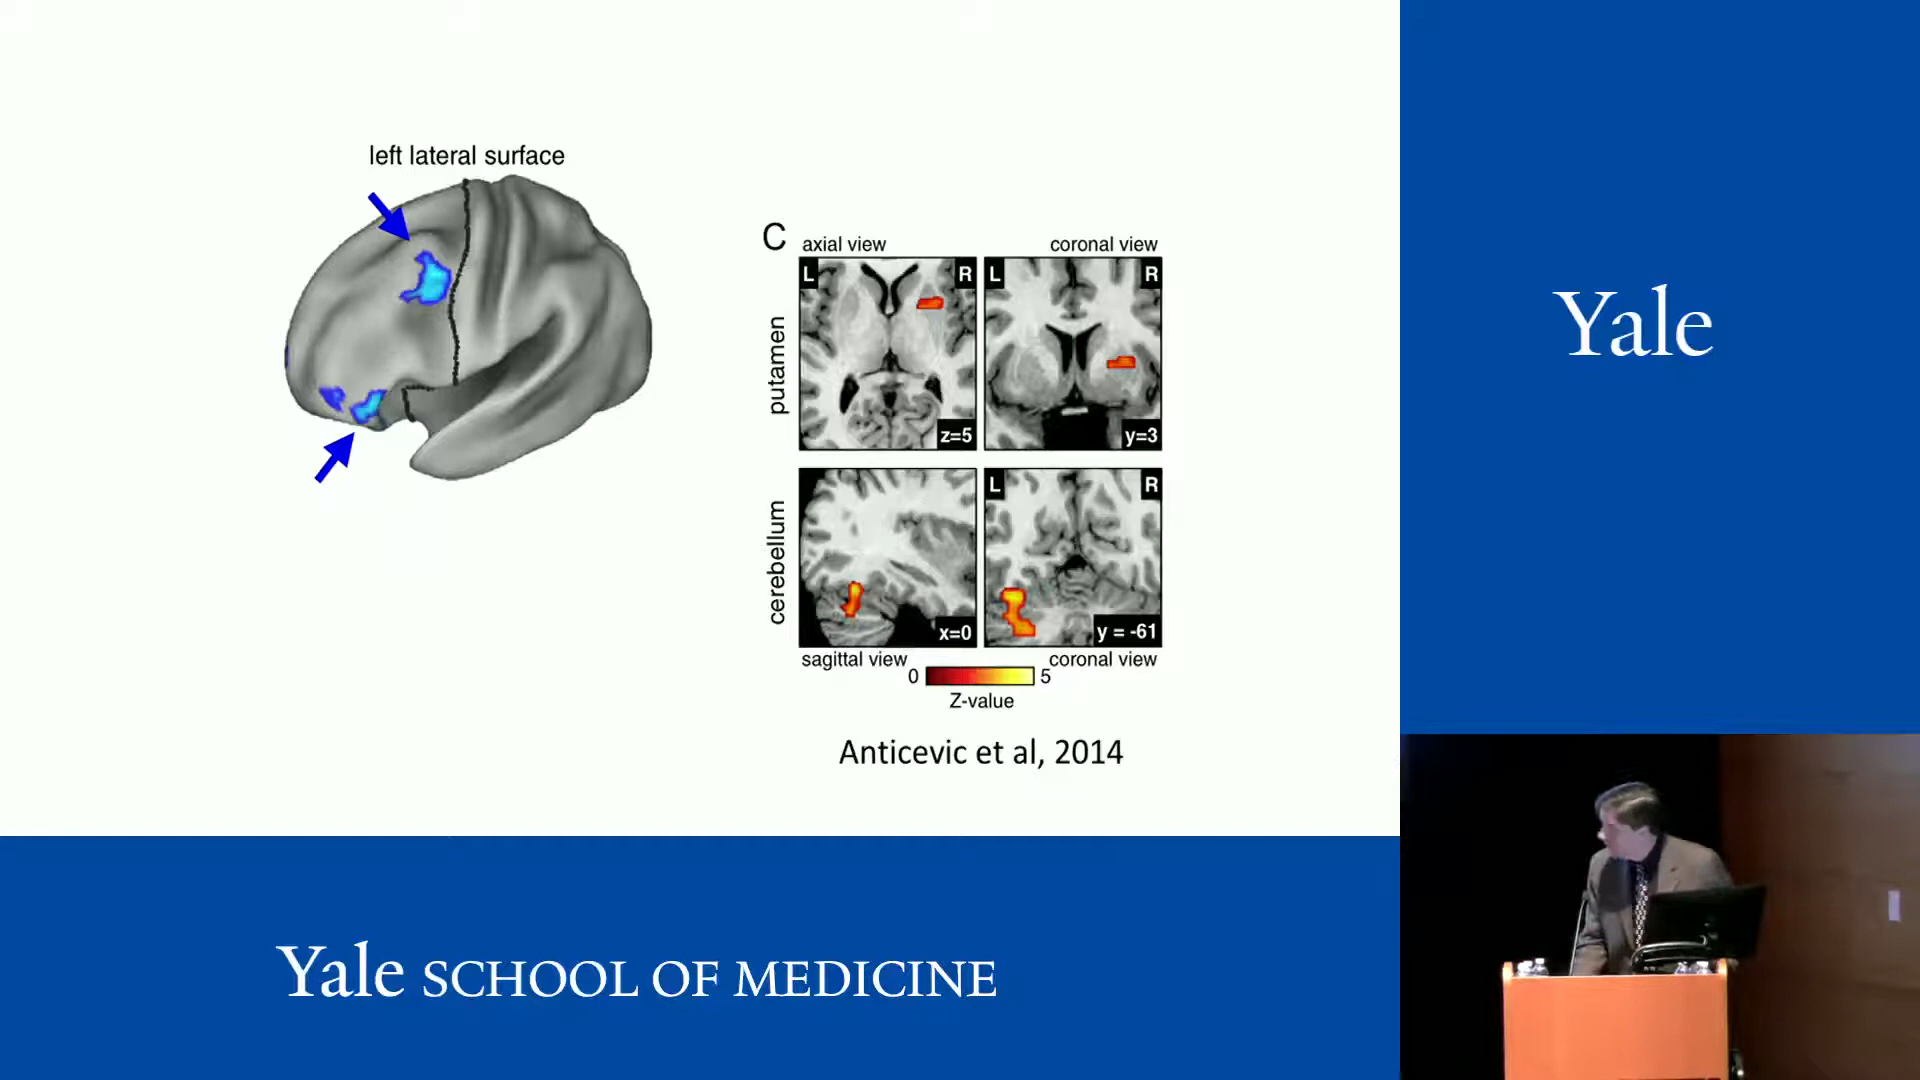 left lateral surface
C
axial view
coronal view
L
R
L
R
putamen
z=5
y=3
L
R
cerebellum
x=0
y = -61
sagittal view
coronal view
0
5
Z-value
Anticevic et al, 2014
Yale
Yale SCHOOL OF MEDICINE